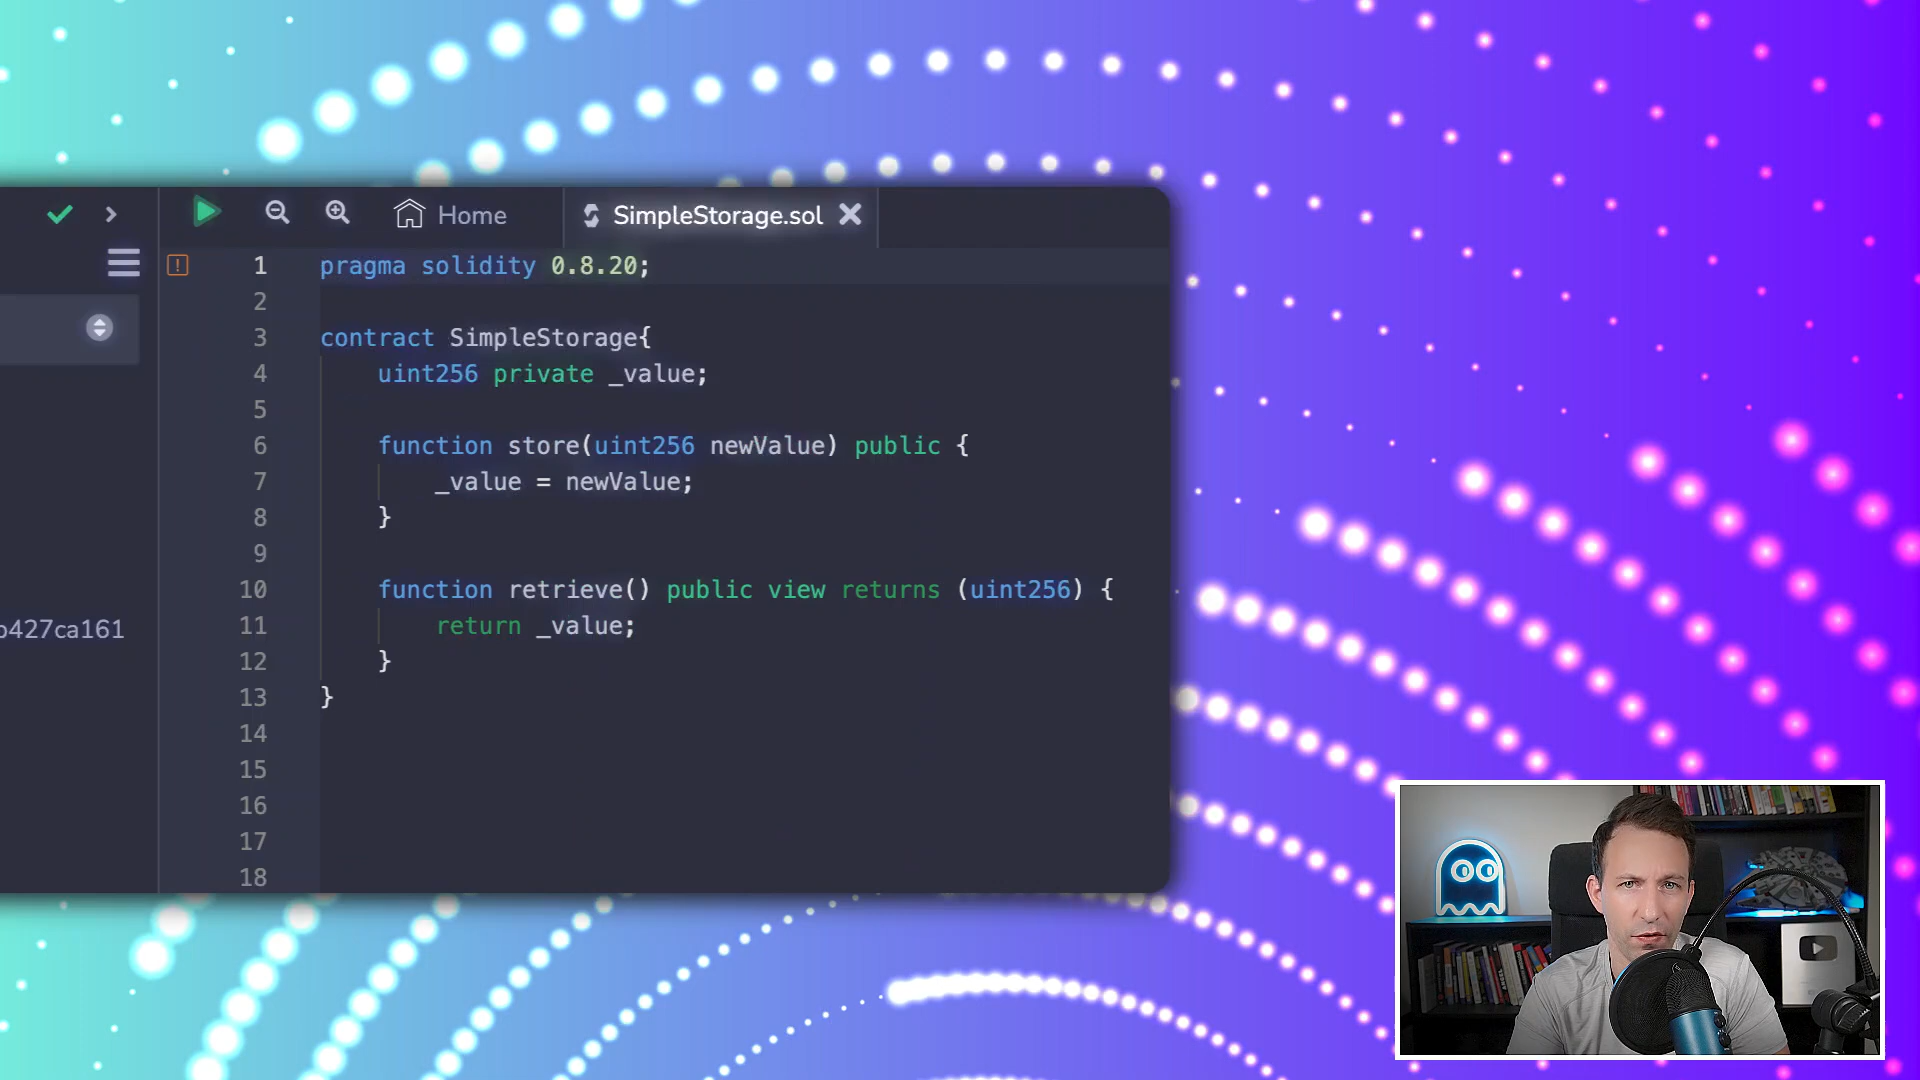 Home
SimpleStorage.sol
1 pragma solidity 0.8.20;
2
3 contract SimpleStorage{
4 uint256 private _value;
5
6 function store(uint256 newValue) public {
7 _value = newValue;
8 }
9
10 function retrieve() public view returns (uint256) {
11 return _value;
12 }
13 }
14
15
16
17
18